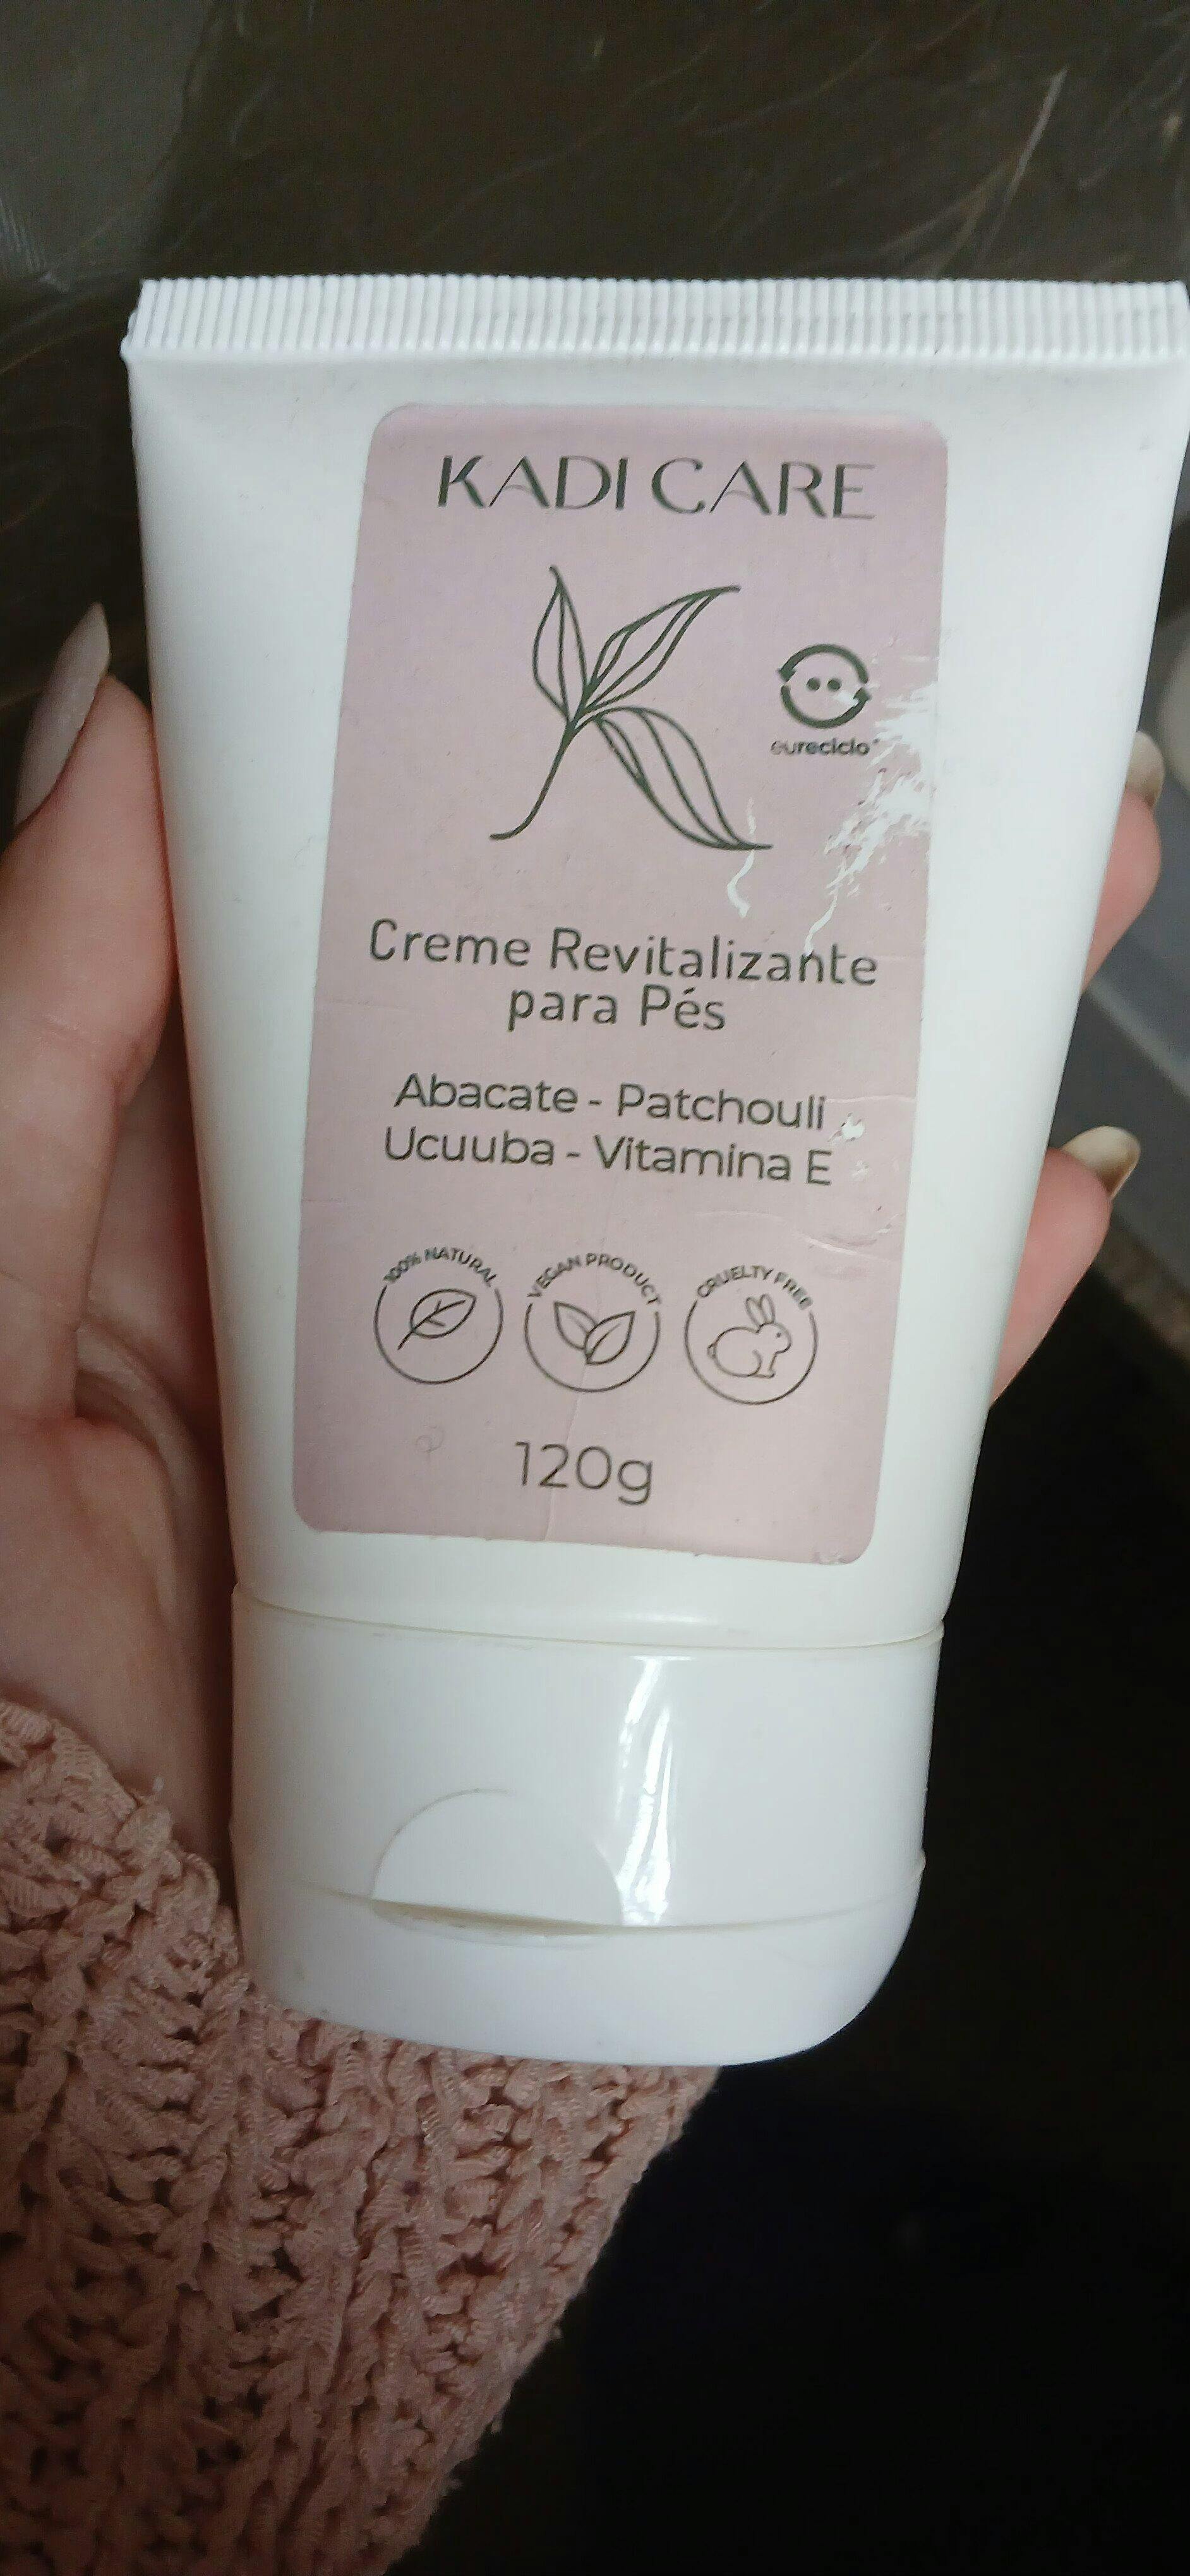 KADI CARE
eureciclo®
Creme Revitalizante
para Pés
Abacate - Patchouli
Ucuuba - Vitamina E
100% NATURAL
VEGAN PRODUCT
CRUELTY FREE
120g